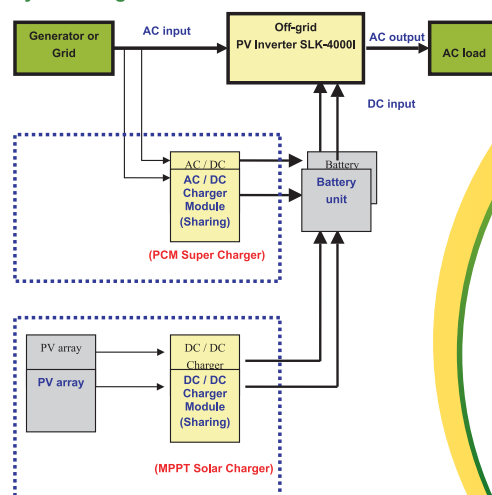 Generator or
Grid
AC input
Off-grid
PV Inverter SLK-4000I
AC output
AC load
DC input
AC / DC
AC / DC
Charger
Module
(Sharing)
Battery
Battery
unit
(PCM Super Charger)
PV array
PV array
DC / DC
Charger
DC / DC
Charger
Module
(Sharing)
(MPPT Solar Charger)